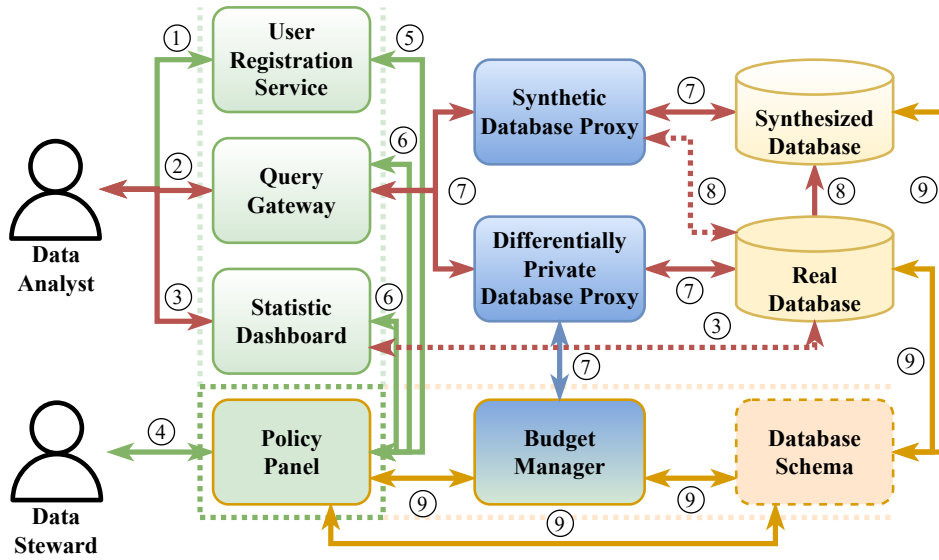 ①
User
Registration
Service
⑤
Synthetic
Database Proxy
⑦
Synthesized
Database
⑥
②
Query
Gateway
⑦
⑧
⑧
⑨
Data
Analyst
Differentially
Private
Database Proxy
⑦
Real
Database
③
Statistic
Dashboard
⑥
③
⑦
⑨
④
Policy
Panel
Budget
Manager
Database
Schema
⑨
⑨
⑨
Data
Steward